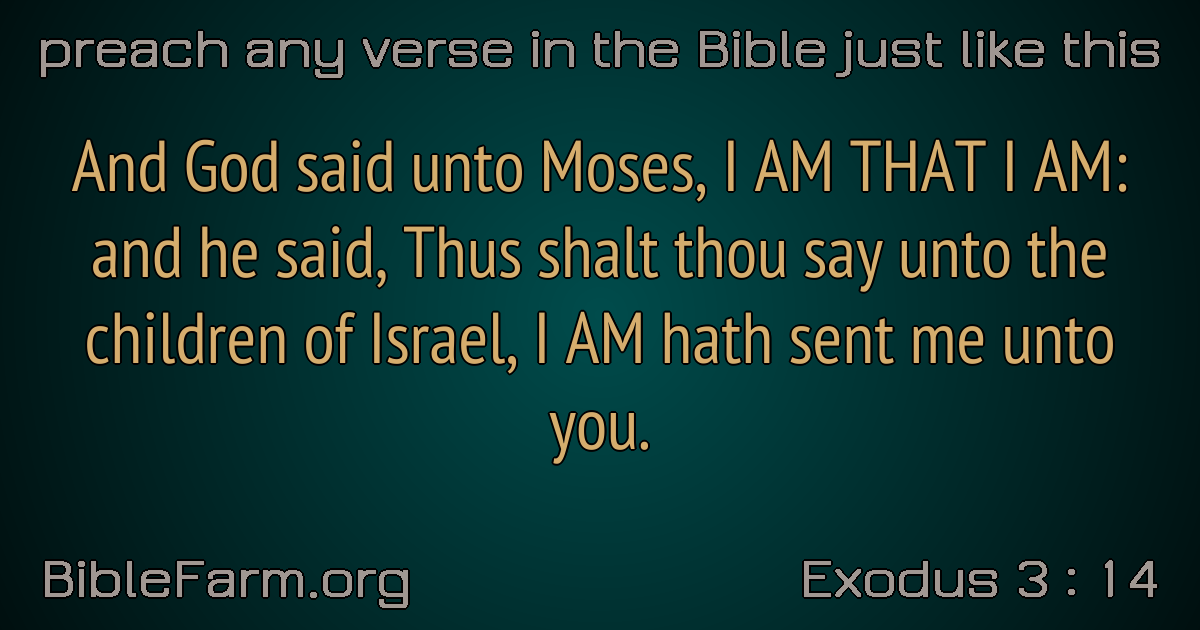 preach any verse in the Bible just like this
And God said unto Moses, I AM THAT I AM:
and he said, Thus shalt thou say unto the
children of Israel, I AM hath sent me unto
you.
BibleFarm.org
Exodus 3 : 14